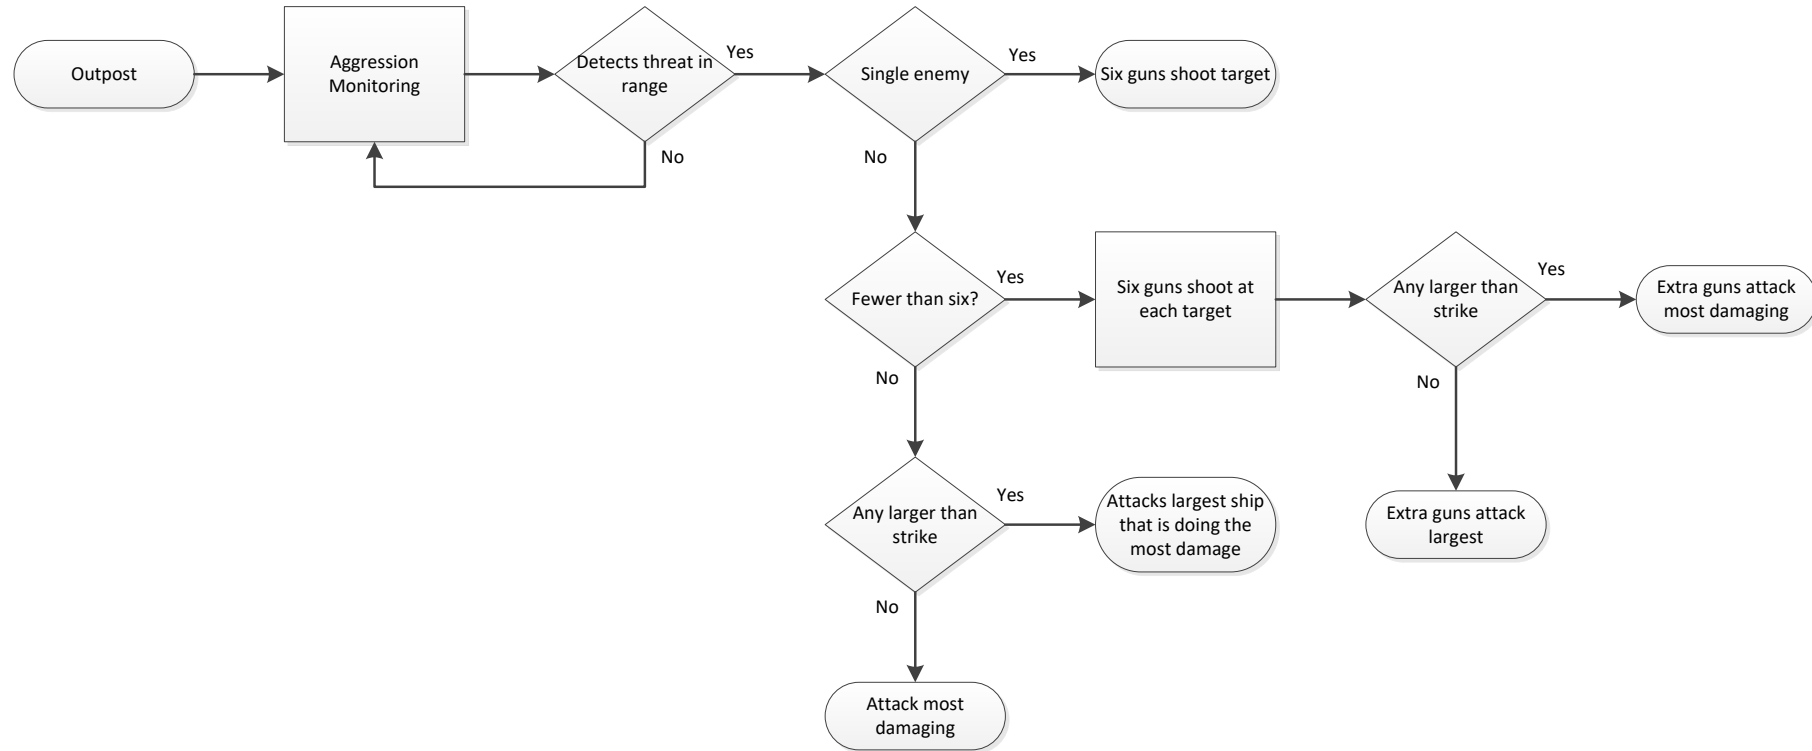 Outpost
Aggression
Monitoring
Detects threat in
range
Yes
No
Single enemy
Yes
Six guns shoot target
No
Fewer than six?
Yes
Six guns shoot at
each target
Any larger than
strike
Yes
Extra guns attack
most damaging
No
Extra guns attack
largest
No
Any larger than
strike
Yes
Attacks largest ship
that is doing the
most damage
No
Attack most
damaging